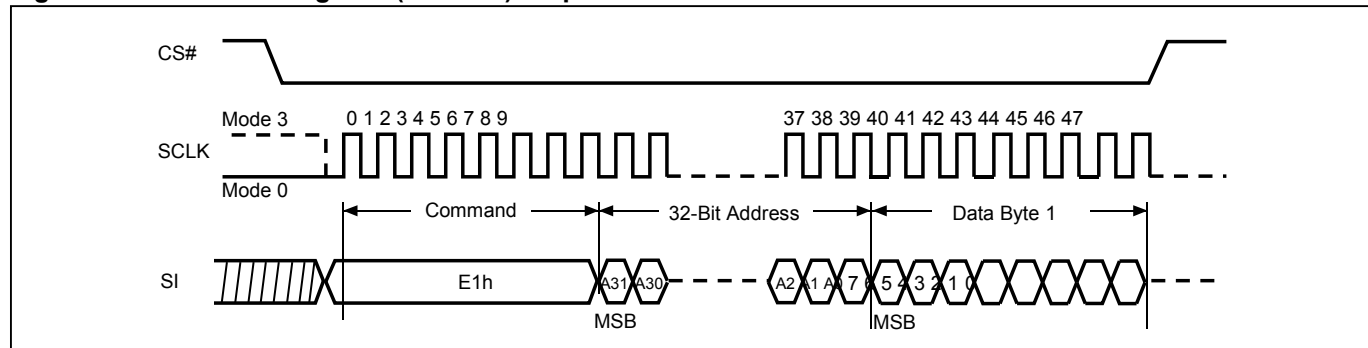 CS#
Mode 3
0 1 2 3 4 5 6 7 8 9
37 38 39 40 41 42 43 44 45 46 47
SCLK
Mode 0
Command
32-Bit Address
Data Byte 1
SI
E1h
A31
A30
A2
A1 A0 7 6 5 4 3 2 1 0
MSB
MSB